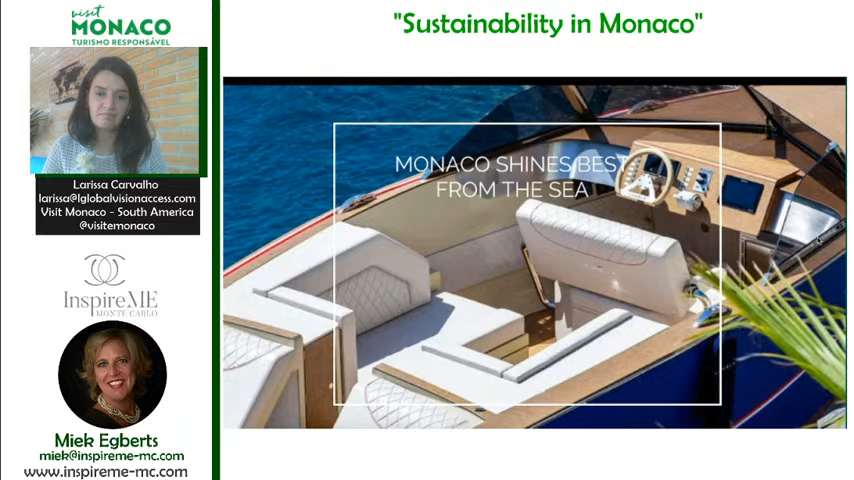 visit
MONACO
TURISMO RESPONSÁVEL
"Sustainability in Monaco"
Larissa Carvalho
larissa@lglobalvisionaccess.com
Visit Monaco - South America
@visitemonaco
InspireME
MONTE CARLO
Miek Egberts
miek@inspireme-mc.com
www.inspireme-mc.com
MONACO SHINES BEST
FROM THE SEA